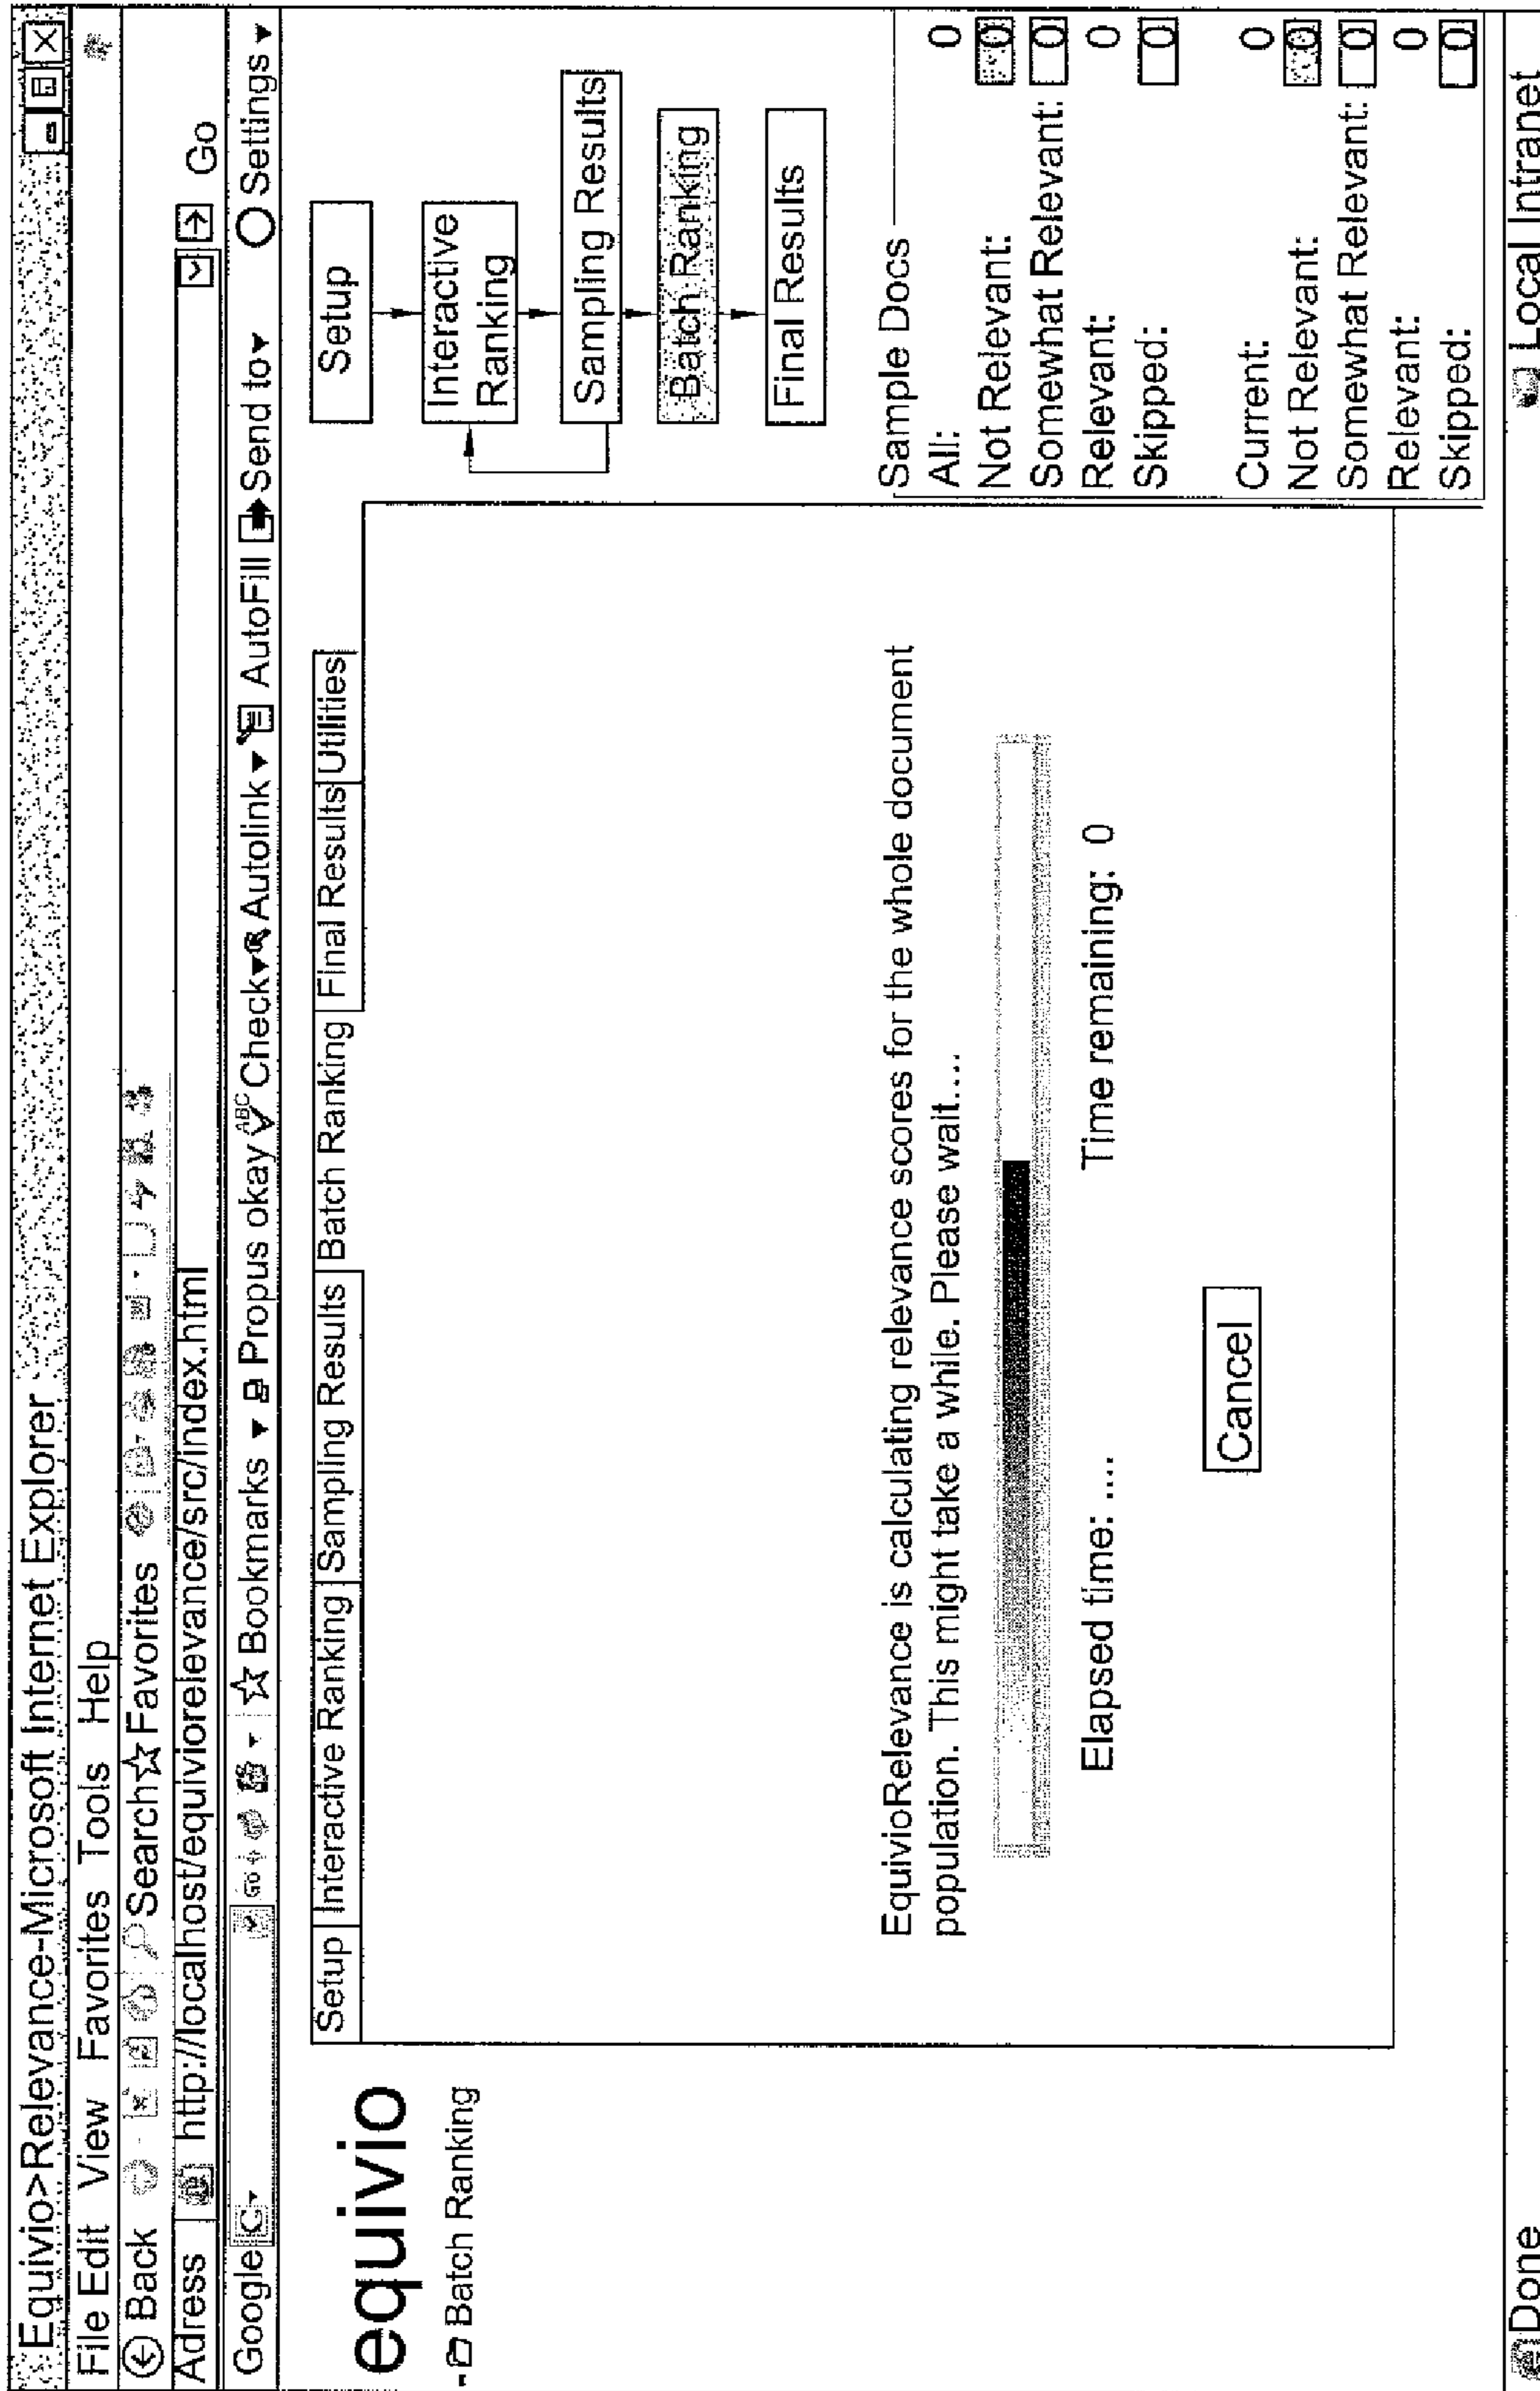 Equivio>Relevance-Microsoft Internet Explorer
File Edit View Favorites Tools Help
Back Search Favorites
Adress http://localhost/equiviorelevance/src/index.html Go
Google G Go Bookmarks Propus okay ABC Check Autolink AutoFill Send to Settings
equivio
- Batch Ranking
Setup Interactive Ranking Sampling Results Batch Ranking Final Results Utilities
EquivioRelevance is calculating relevance scores for the whole document
population. This might take a while. Please wait....
Elapsed time: .... Time remaining: 0
Cancel
Setup
Interactive
Ranking
Sampling Results
Batch Ranking
Final Results
Sample Docs
All: 0
Not Relevant: 0
Somewhat Relevant: 0
Relevant: 0
Skipped: 0
Current: 0
Not Relevant: 0
Somewhat Relevant: 0
Relevant: 0
Skipped: 0
Done Local Intranet